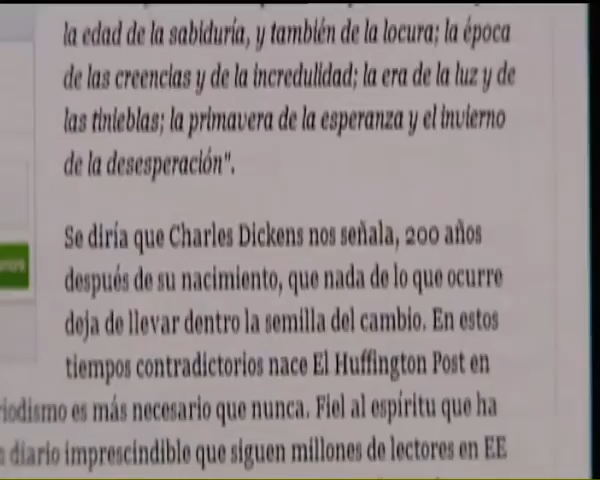 la edad de la sabiduría, y también de la locura; la época
de las creencias y de la incredulidad; la era de la luz y de
las tinieblas; la primavera de la esperanza y el invierno
de la desesperación".
Se diría que Charles Dickens nos señala, 200 años
después de su nacimiento, que nada de lo que ocurre
deja de llevar dentro la semilla del cambio. En estos
tiempos contradictorios nace El Huffington Post en
riodismo es más necesario que nunca. Fiel al espíritu que ha
diario imprescindible que siguen millones de lectores en EE